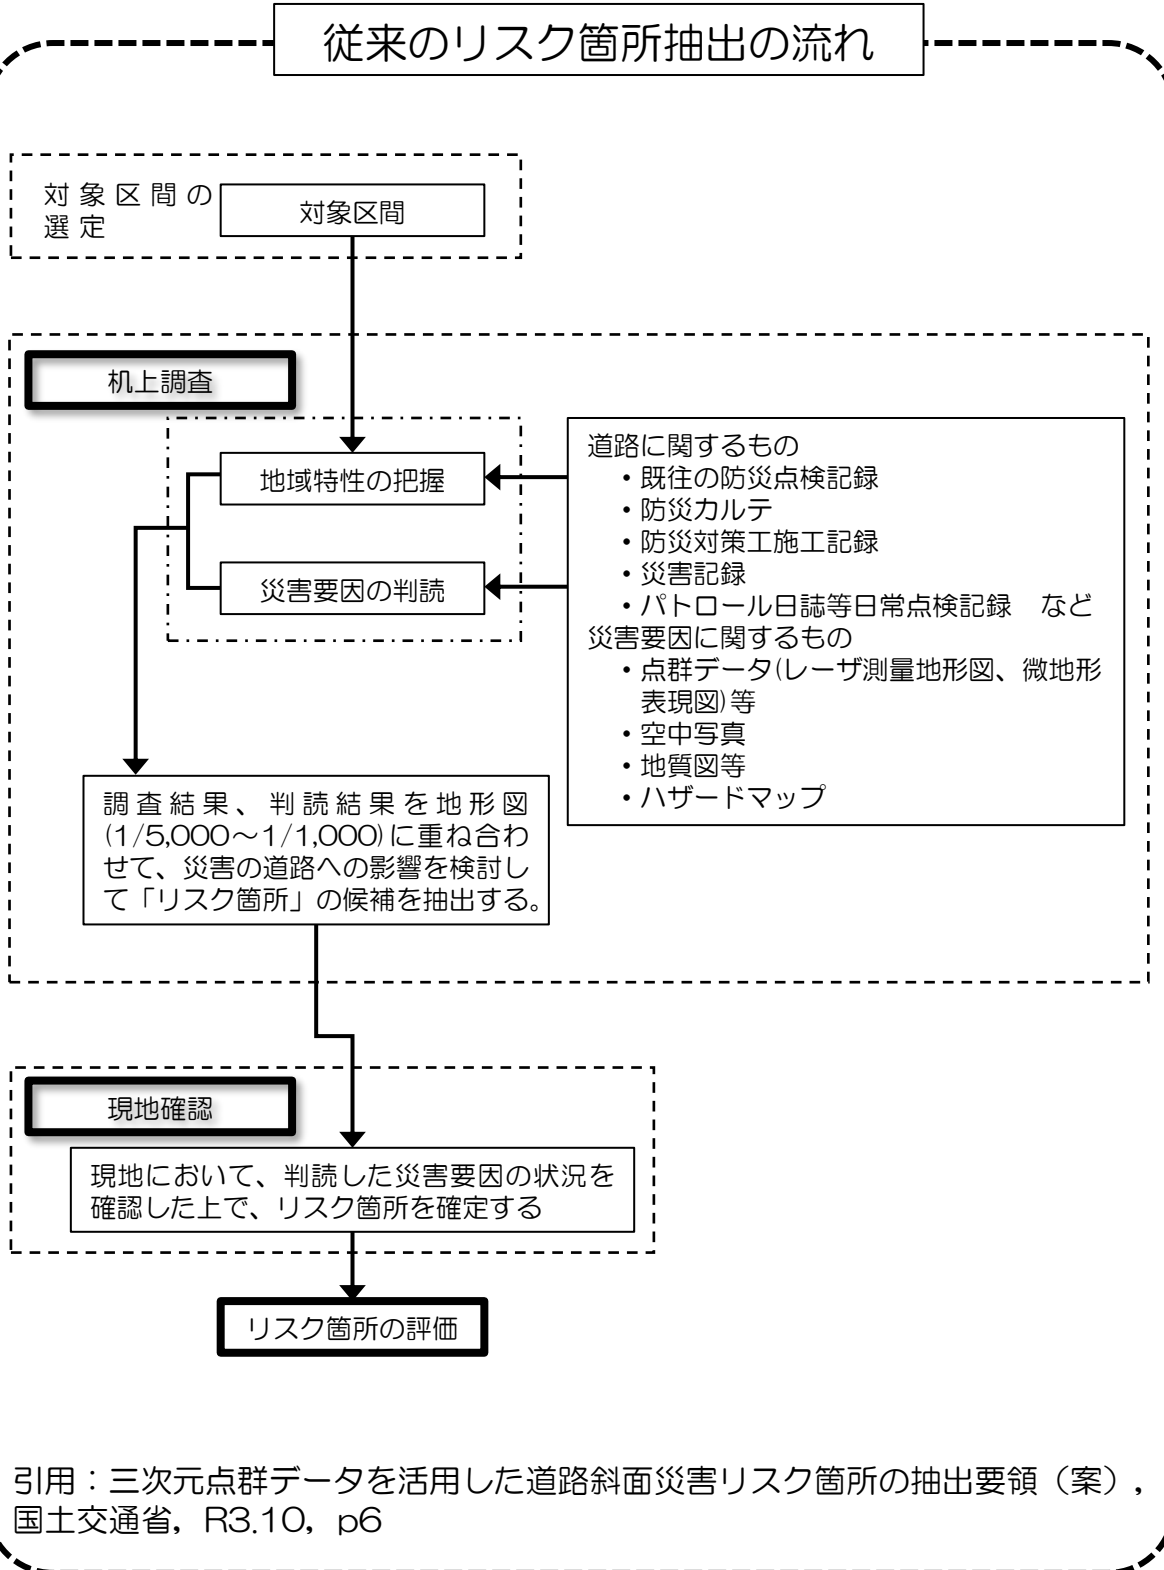 従来のリスク箇所抽出の流れ
対象区間の
選定
対象区間
机上調査
地域特性の把握
災害要因の判読
道路に関するもの
・既往の防災点検記録
・防災カルテ
・防災対策工施工記録
・災害記録
・パトロール日誌等日常点検記録　など
災害要因に関するもの
・点群データ(レーザ測量地形図、微地形
表現図)等
・空中写真
・地質図等
・ハザードマップ
調査結果、判読結果を地形図
(1/5,000～1/1,000)に重ね合わ
せて、災害の道路への影響を検討し
て「リスク箇所」の候補を抽出する。
現地確認
現地において、判読した災害要因の状況を
確認した上で、リスク箇所を確定する
リスク箇所の評価
引用：三次元点群データを活用した道路斜面災害リスク箇所の抽出要領（案）,
国土交通省, R3.10, p6